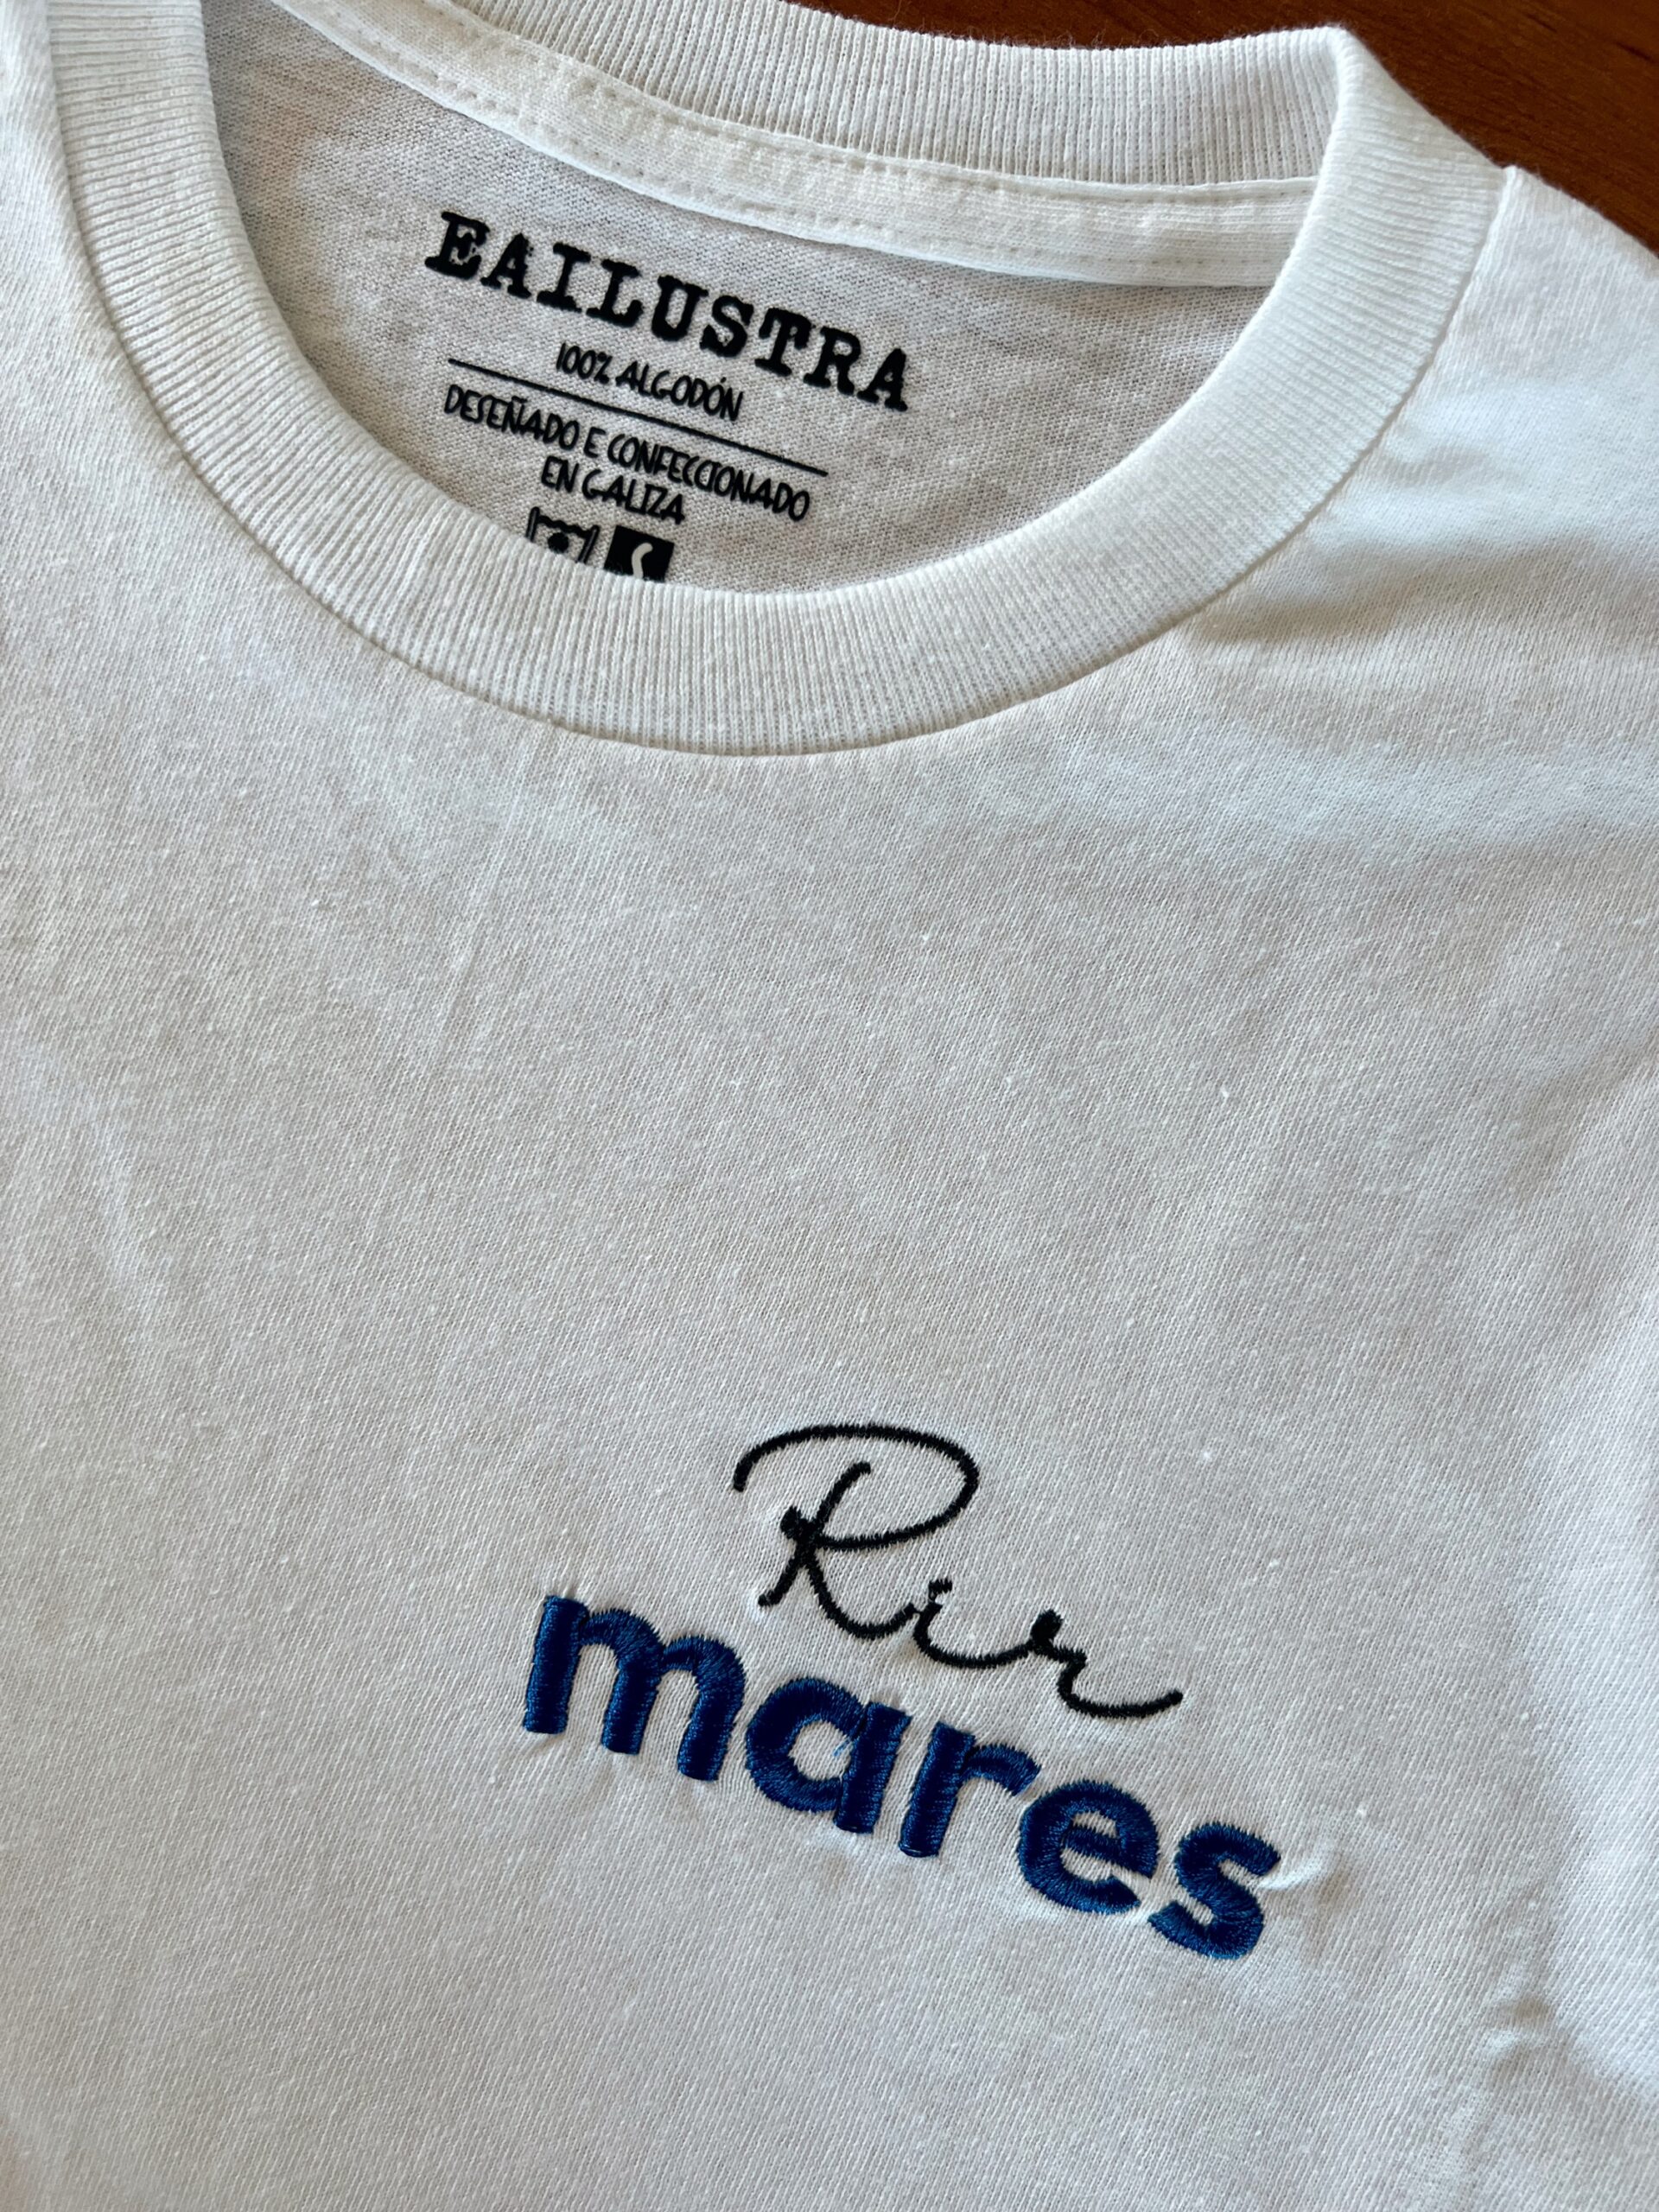 EAILUSTRA
100% ALGODÓN
DESEÑADO E CONFECCIONADO
EN GALIZA
S
Rir
mares